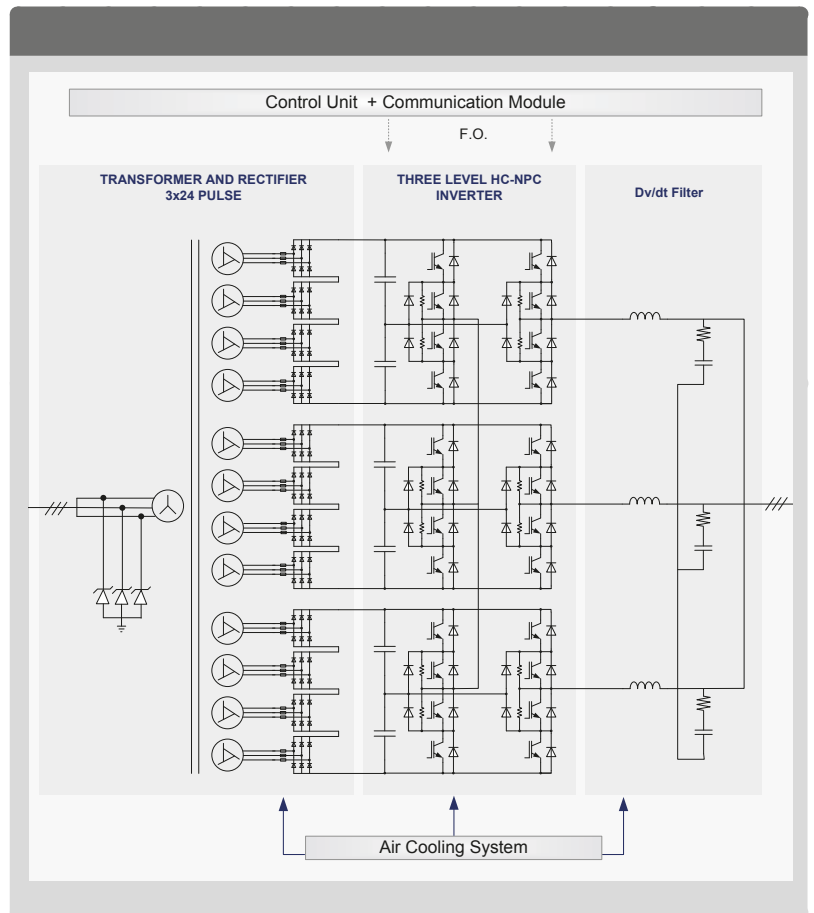 Control Unit + Communication Module
F.O.
TRANSFORMER AND RECTIFIER
3x24 PULSE
THREE LEVEL HC-NPC
INVERTER
Dv/dt Filter
Air Cooling System